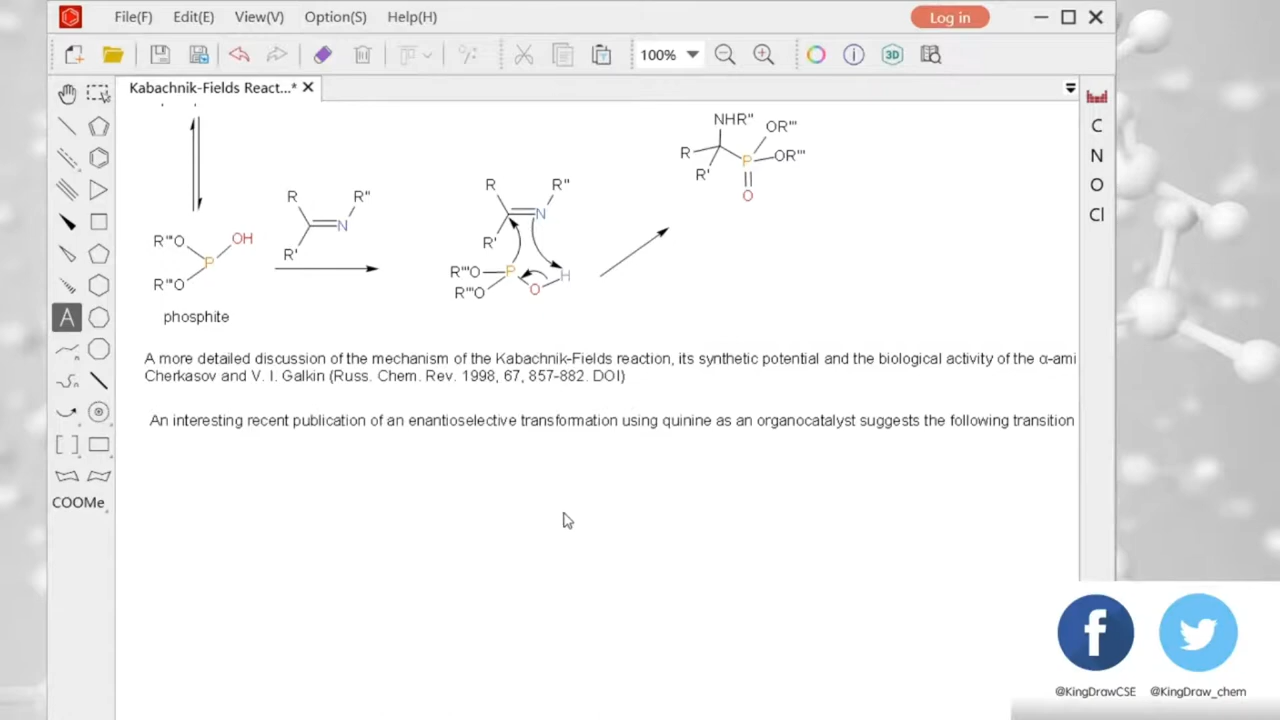 File(F) Edit(E) View(V) Option(S) Help(H) Log in
100% 3D
Kabachnik-Fields React...*
NHR" OR'''
R P OR'''
R' O
R R" R R"
N N
R' R'
R'''O OH R'''O P H
P R'''O O
R'''O
phosphite
A more detailed discussion of the mechanism of the Kabachnik-Fields reaction, its synthetic potential and the biological activity of the α-ami
Cherkasov and V. I. Galkin (Russ. Chem. Rev. 1998, 67, 857-882. DOI)
An interesting recent publication of an enantioselective transformation using quinine as an organocatalyst suggests the following transition
A
COOMe
C
N
O
Cl
@KingDrawCSE @KingDraw_chem